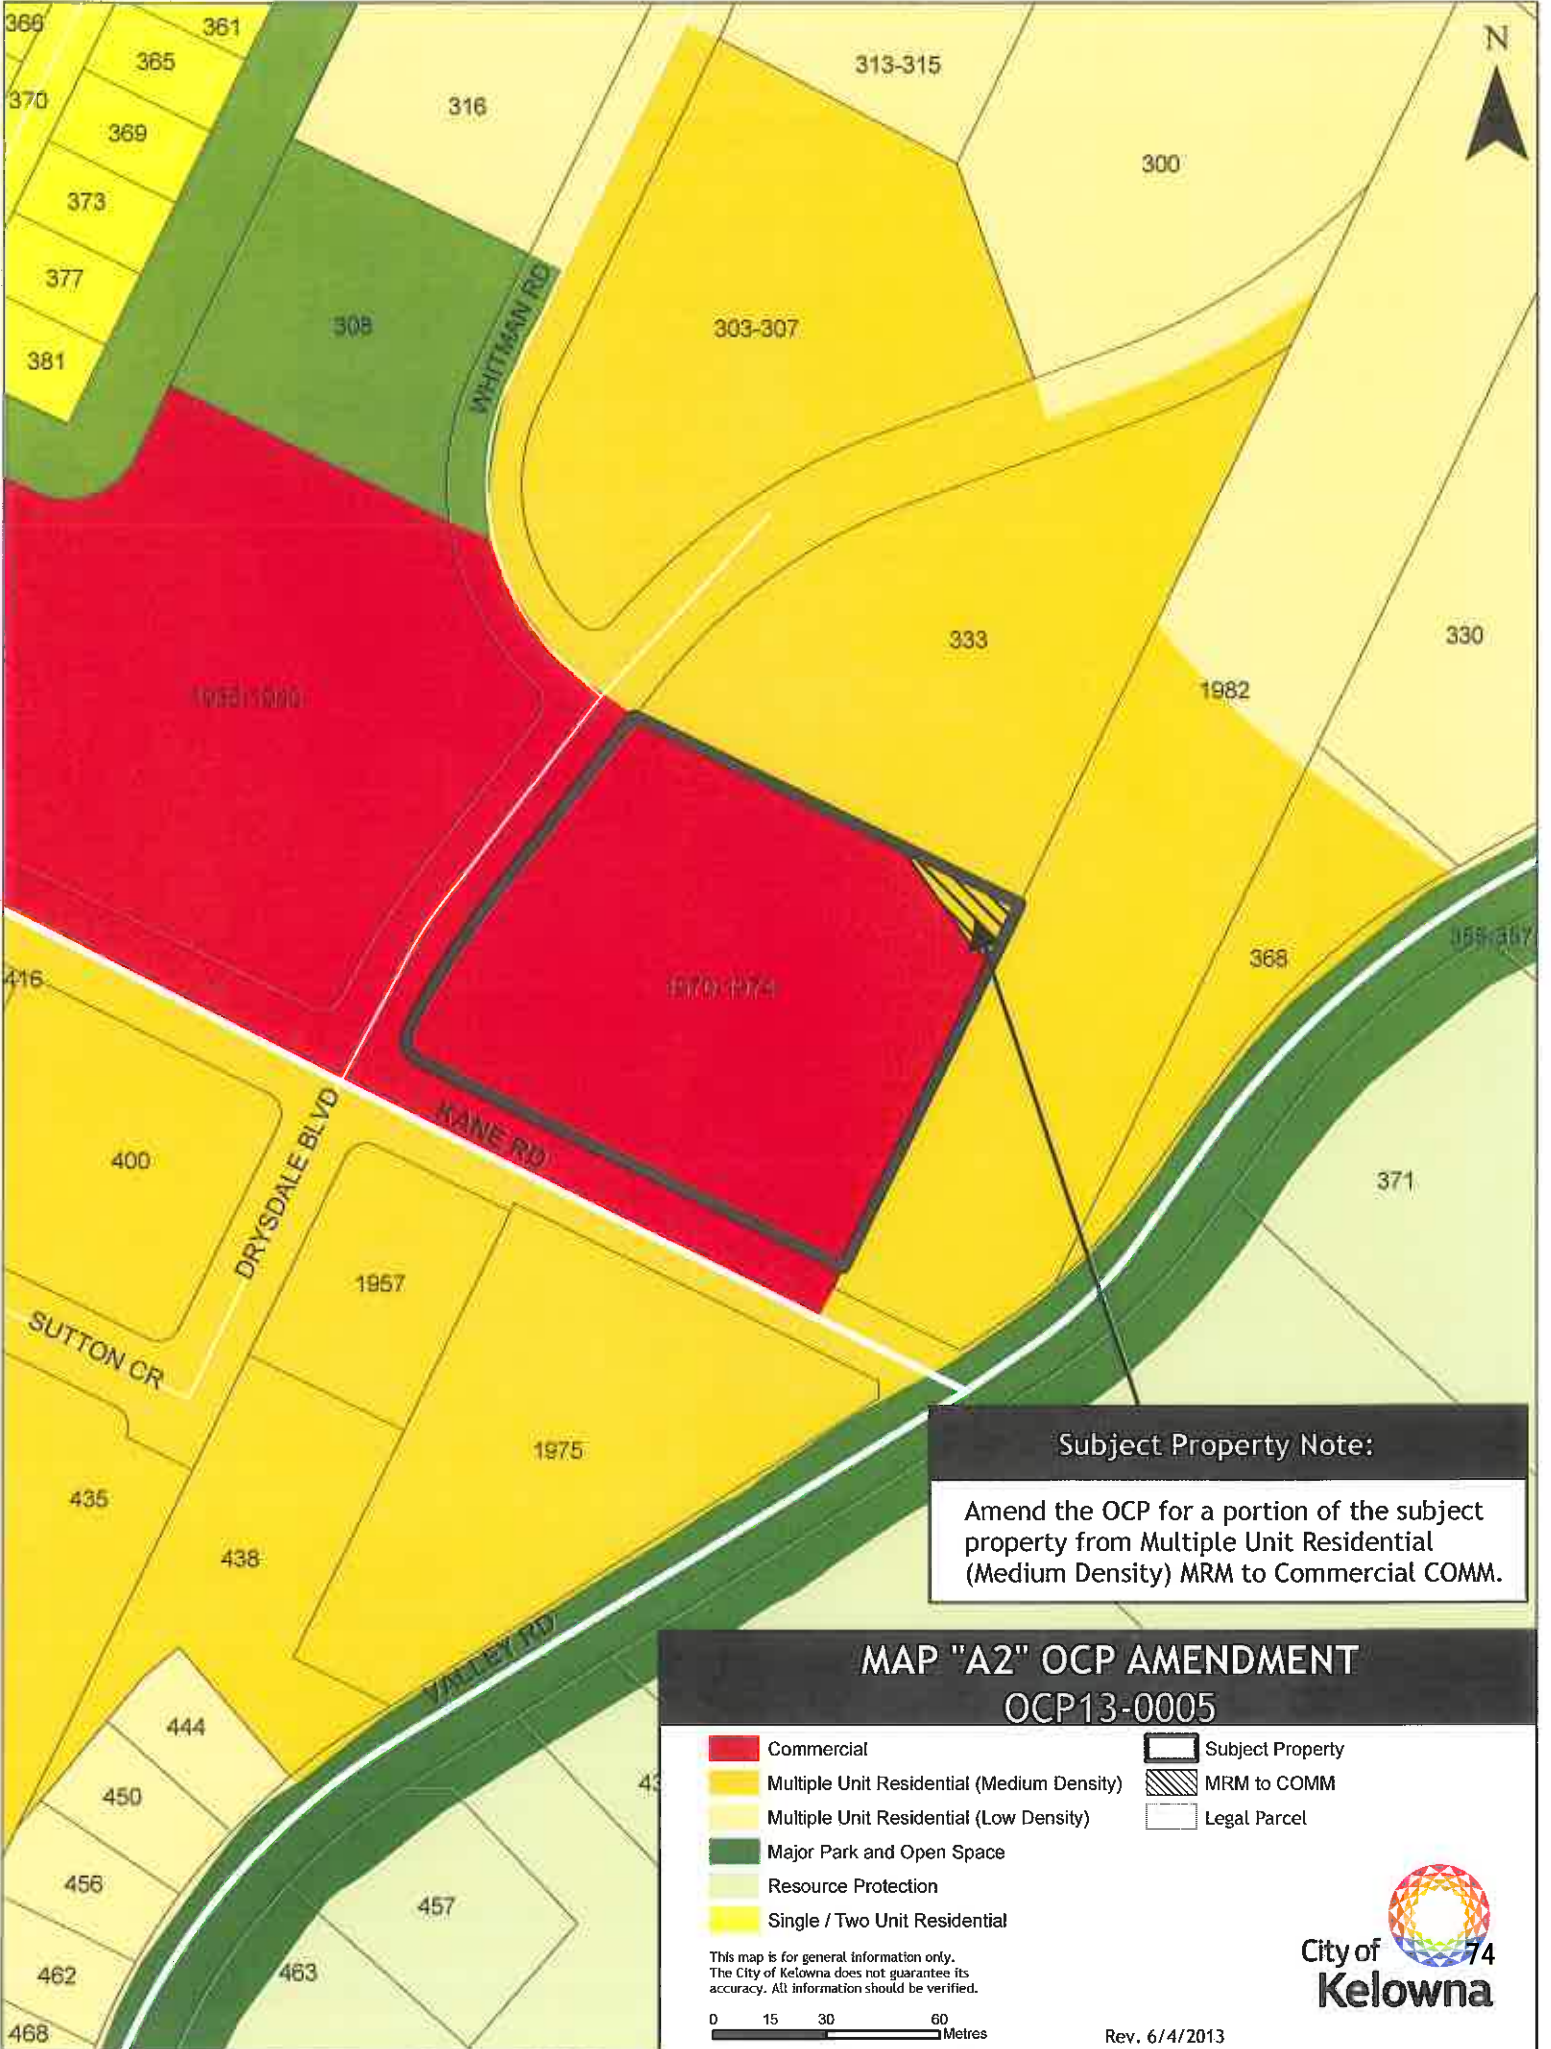 366
361
365
370
369
373
377
381
316
313-315
N
300
308
WHITMAN RD
303-307
333
330
1982
1970-1974
368
416
400
DRYSDALE BLVD
KANE RD
371
1957
SUTTON CR
1975
435
438
VALLEY RD
444
450
456
457
462
463
468
Subject Property Note:
Amend the OCP for a portion of the subject
property from Multiple Unit Residential
(Medium Density) MRM to Commercial COMM.
MAP "A2" OCP AMENDMENT
OCP13-0005
Commercial
Multiple Unit Residential (Medium Density)
Multiple Unit Residential (Low Density)
Major Park and Open Space
Resource Protection
Single / Two Unit Residential
Subject Property
MRM to COMM
Legal Parcel
This map is for general information only.
The City of Kelowna does not guarantee its
accuracy. All information should be verified.
0 15 30 60
Metres
Rev. 6/4/2013
City of
Kelowna
74